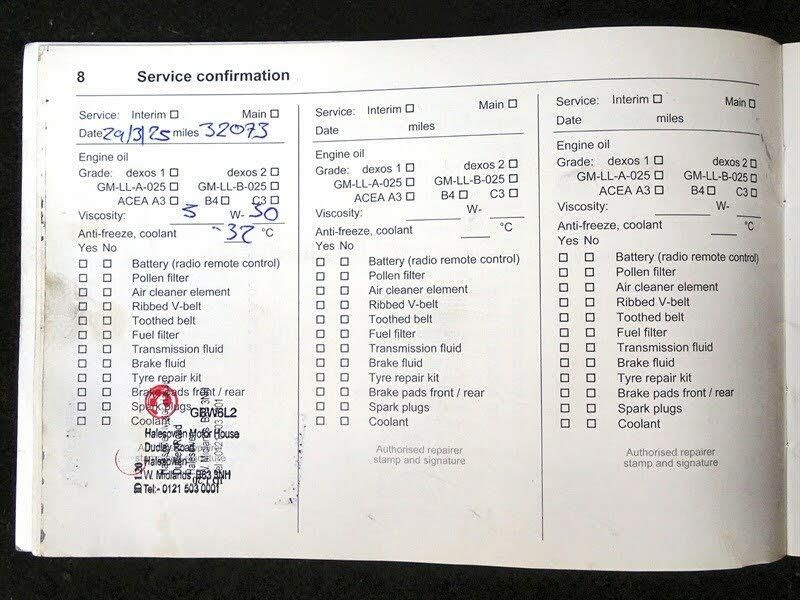 8 Service confirmation
Service: Interim □ Main □
Date 29/3/25 miles 32073
Engine oil
Grade: dexos 1 □ dexos 2 □
GM-LL-A-025 □ GM-LL-B-025 □
ACEA A3 □ B4 □ C3 □
Viscosity: 5 W- 30
Anti-freeze, coolant -32 °C
Yes No
□ □ Battery (radio remote control)
□ □ Pollen filter
□ □ Air cleaner element
□ □ Ribbed V-belt
□ □ Toothed belt
□ □ Fuel filter
□ □ Transmission fluid
□ □ Brake fluid
□ □ Tyre repair kit
□ □ Brake pads front / rear
□ □ Spark plugs
□ □ Coolant
GBW6L2
Halesowen Motor House
Dudley Road
Halesowen
W. Midlands B63 3NH
Tel:- 0121 503 0001
Service: Interim □ Main □
Date miles
Engine oil
Grade: dexos 1 □ dexos 2 □
GM-LL-A-025 □ GM-LL-B-025 □
ACEA A3 □ B4 □ C3 □
Viscosity: W-
Anti-freeze, coolant °C
Yes No
□ □ Battery (radio remote control)
□ □ Pollen filter
□ □ Air cleaner element
□ □ Ribbed V-belt
□ □ Toothed belt
□ □ Fuel filter
□ □ Transmission fluid
□ □ Brake fluid
□ □ Tyre repair kit
□ □ Brake pads front / rear
□ □ Spark plugs
□ □ Coolant
Authorised repairer
stamp and signature
Service: Interim □ Main □
Date miles
Engine oil
Grade: dexos 1 □ dexos 2 □
GM-LL-A-025 □ GM-LL-B-025 □
ACEA A3 □ B4 □ C3 □
Viscosity: W-
Anti-freeze, coolant °C
Yes No
□ □ Battery (radio remote control)
□ □ Pollen filter
□ □ Air cleaner element
□ □ Ribbed V-belt
□ □ Toothed belt
□ □ Fuel filter
□ □ Transmission fluid
□ □ Brake fluid
□ □ Tyre repair kit
□ □ Brake pads front / rear
□ □ Spark plugs
□ □ Coolant
Authorised repairer
stamp and signature